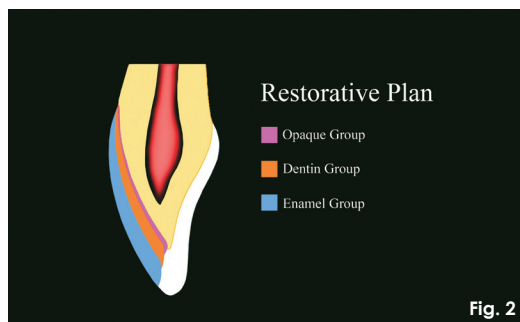 Restorative Plan
Opaque Group
Dentin Group
Enamel Group
Fig. 2